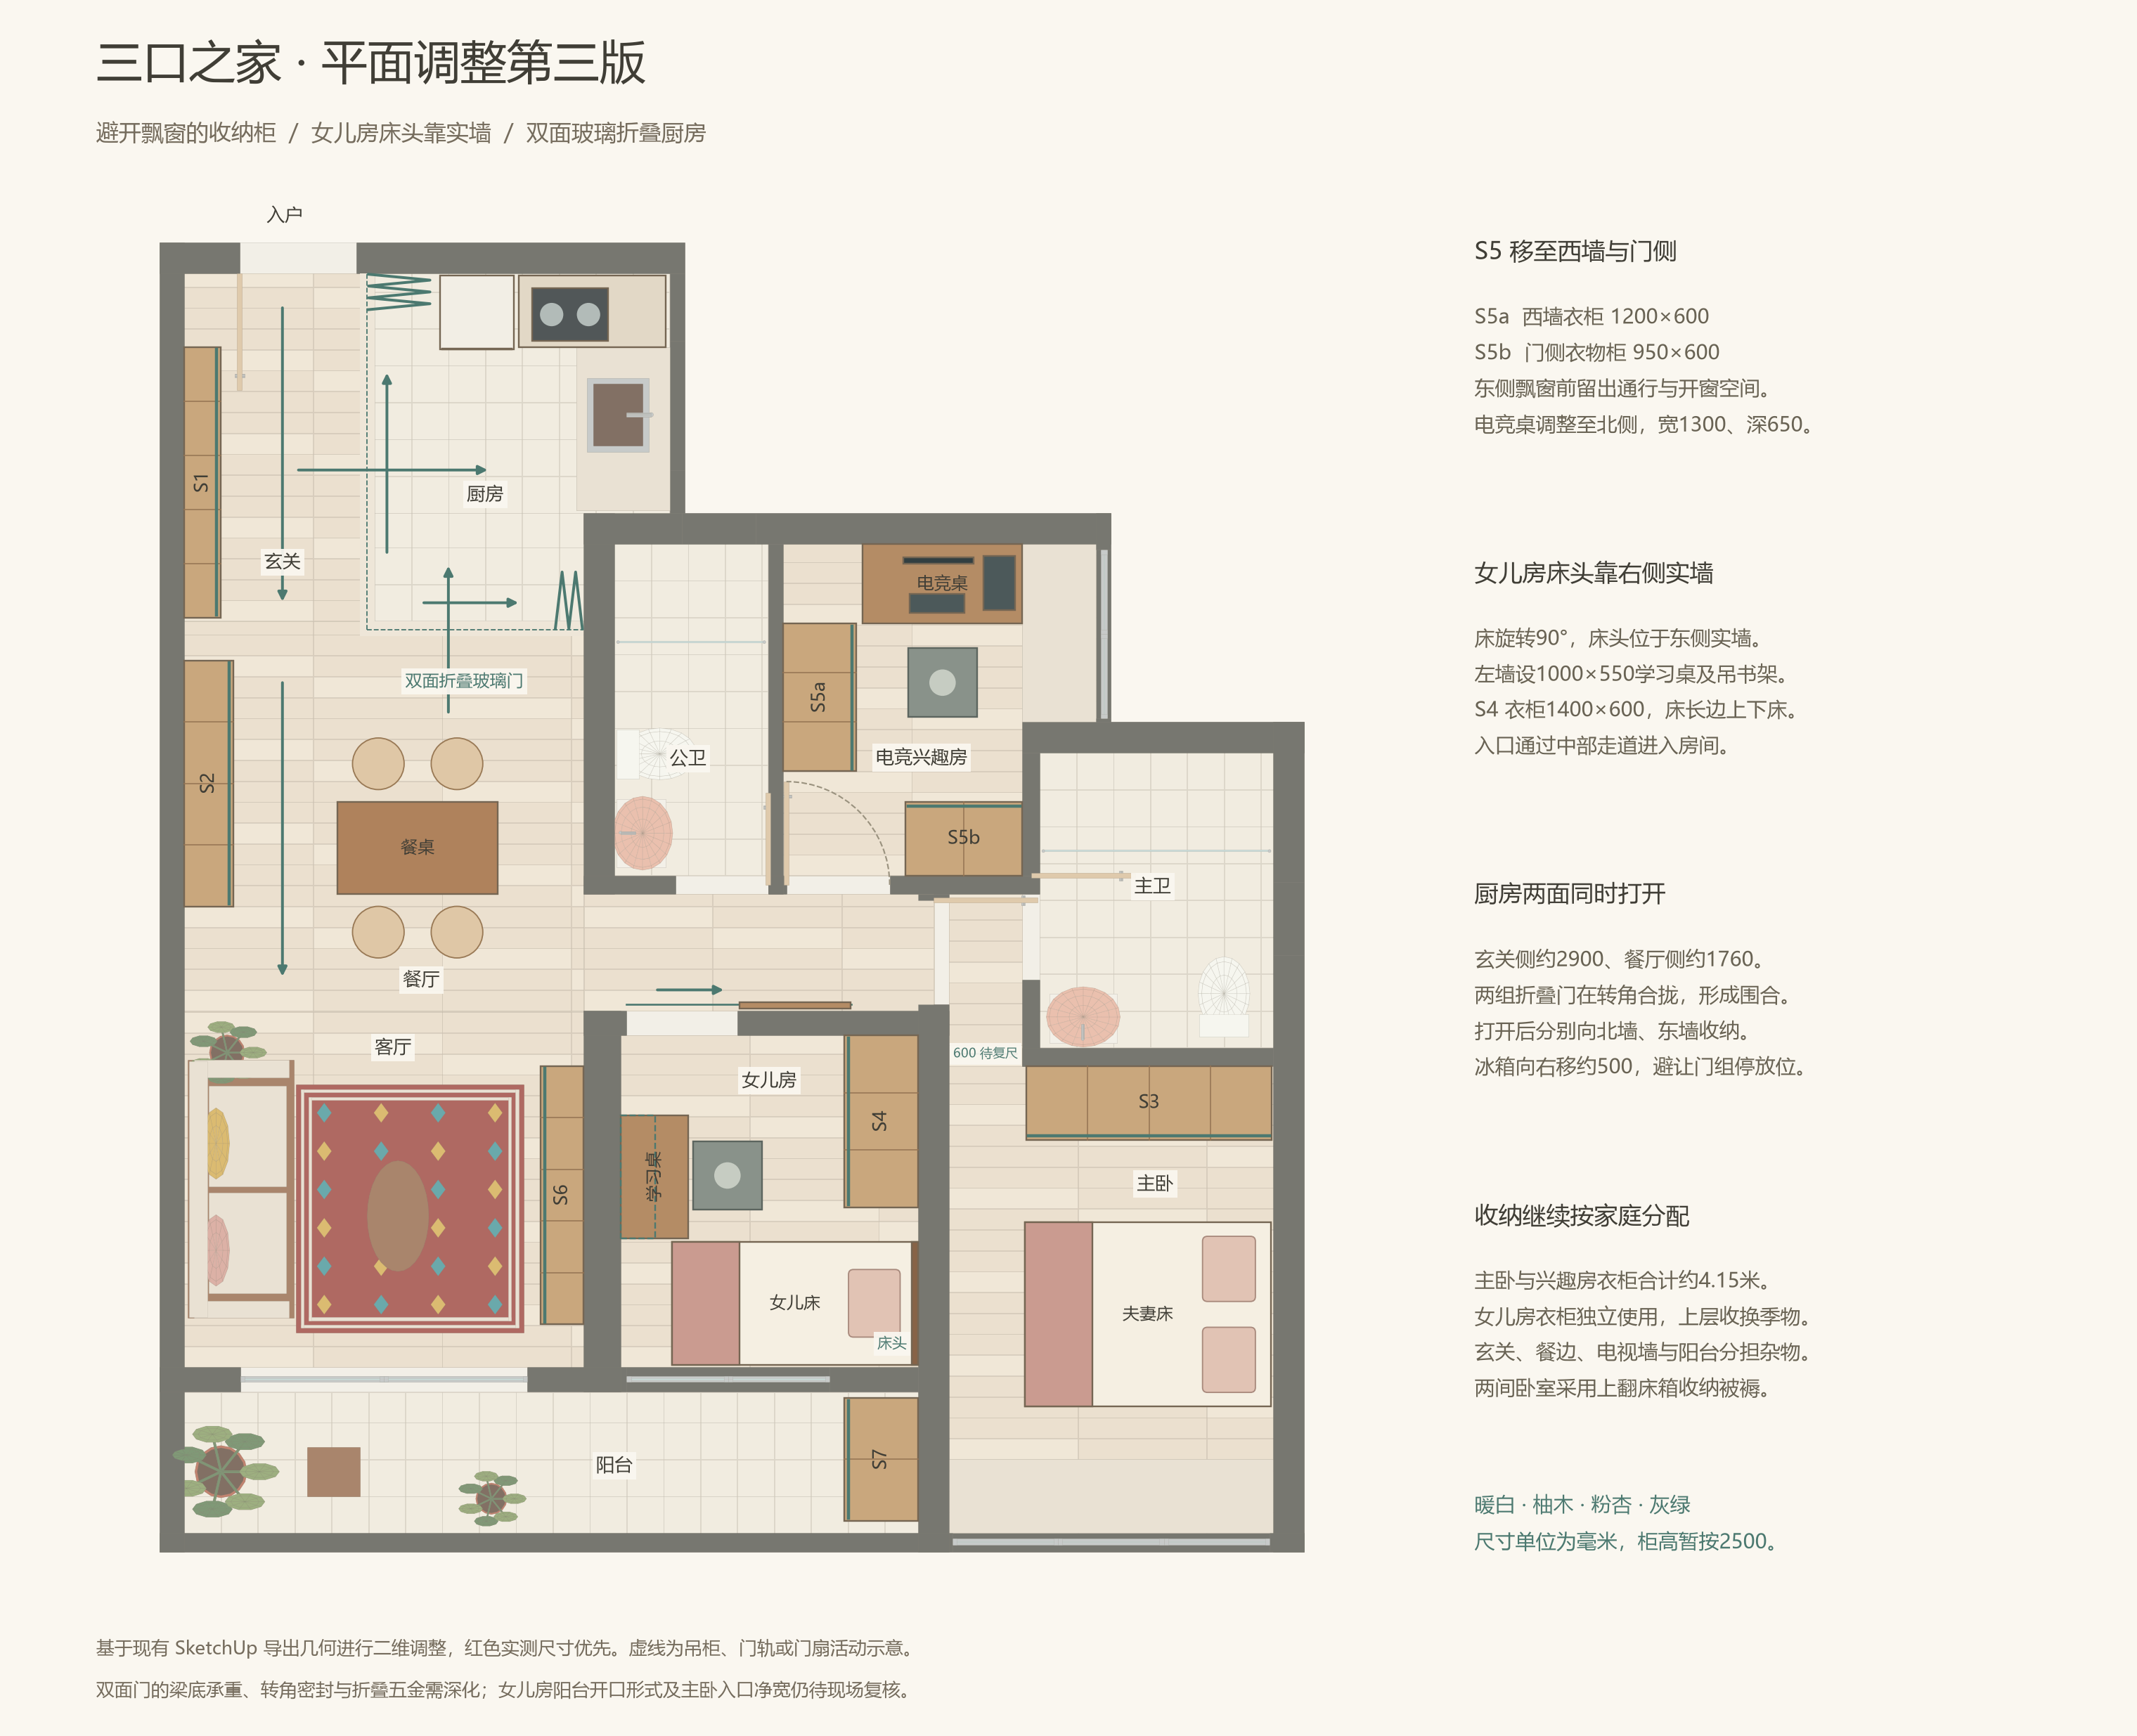 三口之家 · 平面调整第三版
避开飘窗的收纳柜 / 女儿房床头靠实墙 / 双面玻璃折叠厨房
入户
S1
厨房
玄关
双面折叠玻璃门
S2
餐桌
餐厅
客厅
公卫
电竞桌
S5a
电竞兴趣房
S5b
主卫
600 待复尺
女儿房
S4
学习桌
S6
女儿床
床头
S3
主卧
夫妻床
阳台
S7
S5 移至西墙与门侧
S5a 西墙衣柜 1200×600
S5b 门侧衣物柜 950×600
东侧飘窗前留出通行与开窗空间。
电竞桌调整至北侧，宽1300、深650。
女儿房床头靠右侧实墙
床旋转90°，床头位于东侧实墙。
左墙设1000×550学习桌及吊书架。
S4 衣柜1400×600，床长边上下床。
入口通过中部走道进入房间。
厨房两面同时打开
玄关侧约2900、餐厅侧约1760。
两组折叠门在转角合拢，形成围合。
打开后分别向北墙、东墙收纳。
冰箱向右移约500，避让门组停放位。
收纳继续按家庭分配
主卧与兴趣房衣柜合计约4.15米。
女儿房衣柜独立使用，上层收换季物。
玄关、餐边、电视墙与阳台分担杂物。
两间卧室采用上翻床箱收纳被褥。
暖白 · 柚木 · 粉杏 · 灰绿
尺寸单位为毫米，柜高暂按2500。
基于现有 SketchUp 导出几何进行二维调整，红色实测尺寸优先。虚线为吊柜、门轨或门扇活动示意。
双面门的梁底承重、转角密封与折叠五金需深化；女儿房阳台开口形式及主卧入口净宽仍待现场复核。